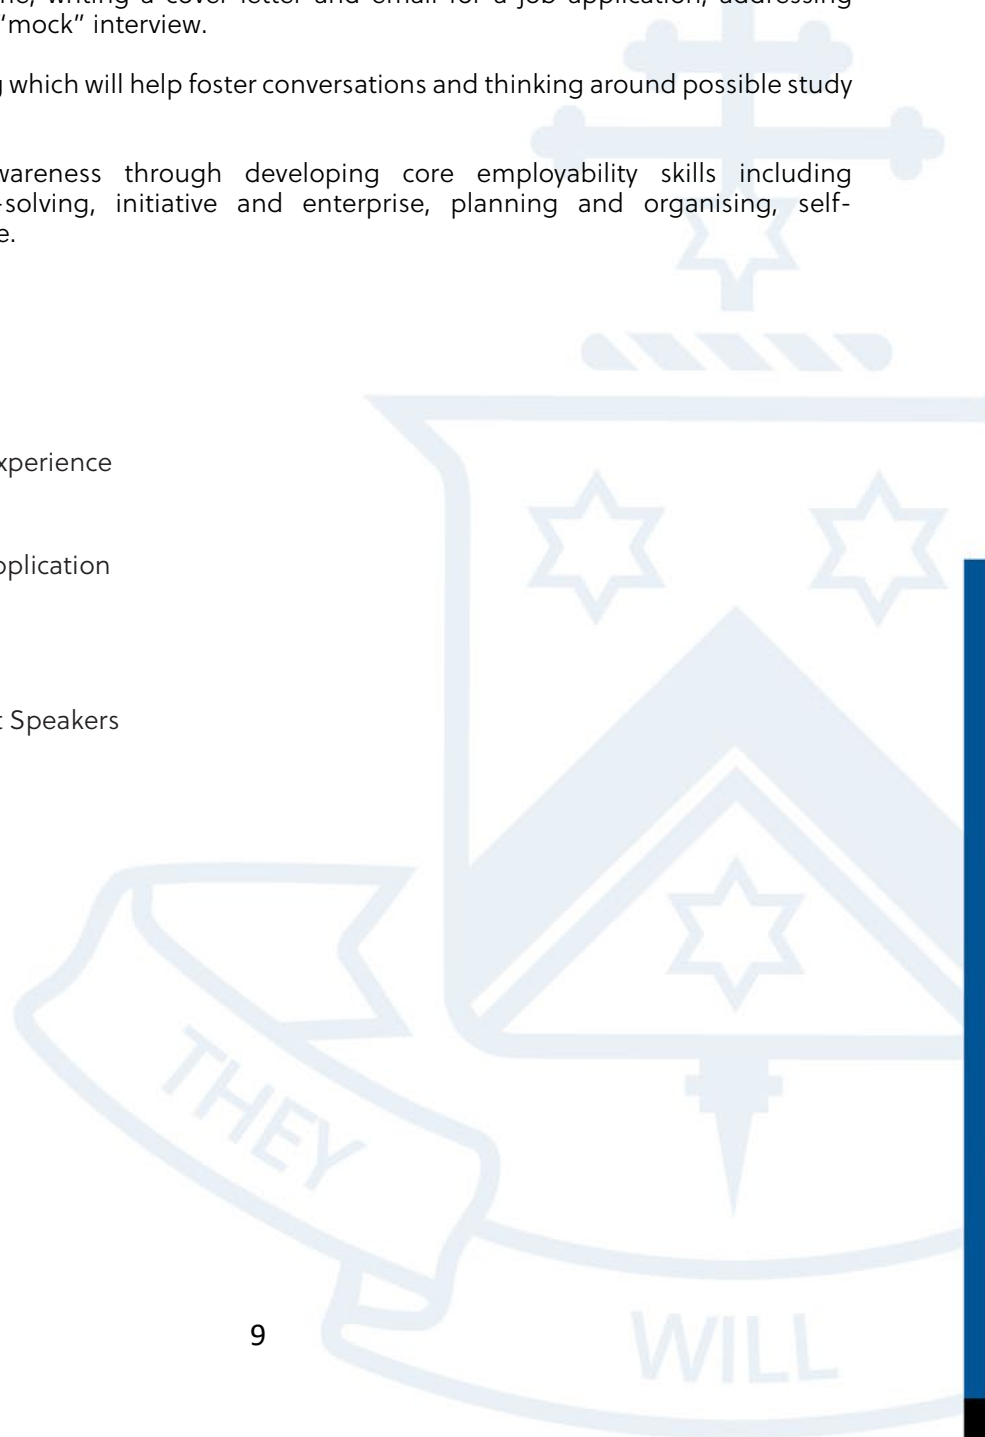 writing a cover letter and email for a job application, addressing
“mock” interview.
which will help foster conversations and thinking around possible study
through developing core employability skills including
-solving, initiative and enterprise, planning and organising, self-
xperience
pplication
Speakers
THEY
WILL
9